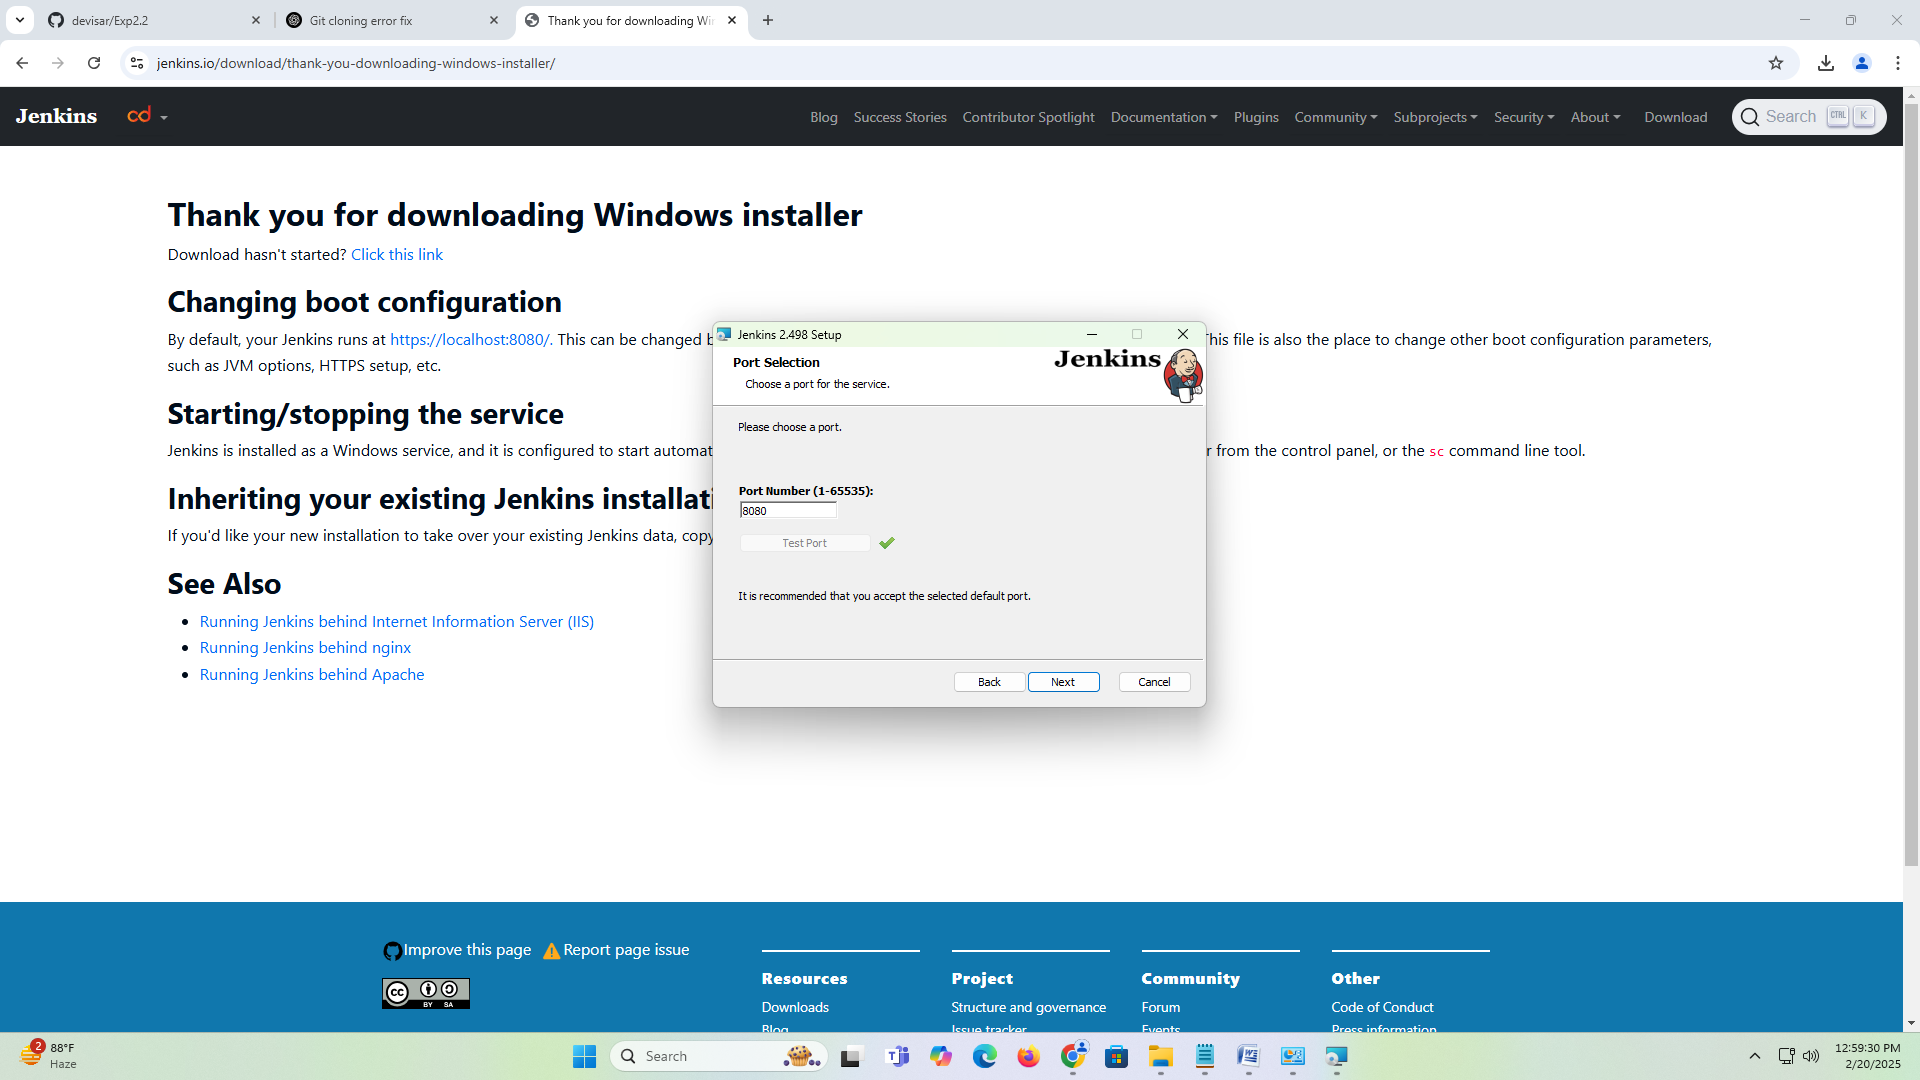 devisar/Exp2.2
Git cloning error fix
Thank you for downloading Win
jenkins.io/download/thank-you-downloading-windows-installer/
Jenkins
cd
Blog
Success Stories
Contributor Spotlight
Documentation
Plugins
Community
Subprojects
Security
About
Download
Search
CTRL
K
Thank you for downloading Windows installer
Download hasn't started? Click this link
Changing boot configuration
By default, your Jenkins runs at https://localhost:8080/. This can be changed b
his file is also the place to change other boot configuration parameters,
such as JVM options, HTTPS setup, etc.
Starting/stopping the service
Jenkins is installed as a Windows service, and it is configured to start automat
r from the control panel, or the sc command line tool.
Inheriting your existing Jenkins installati
If you'd like your new installation to take over your existing Jenkins data, copy
See Also
Running Jenkins behind Internet Information Server (IIS)
Running Jenkins behind nginx
Running Jenkins behind Apache
Jenkins 2.498 Setup
Port Selection
Jenkins
Choose a port for the service.
Please choose a port.
Port Number (1-65535):
8080
Test Port
It is recommended that you accept the selected default port.
Back
Next
Cancel
Improve this page
Report page issue
cc
BY SA
Resources
Downloads
Blog
Project
Structure and governance
Issue tracker
Community
Forum
Events
Other
Code of Conduct
Press information
2
88°F
Haze
Search
12:59:30 PM
2/20/2025